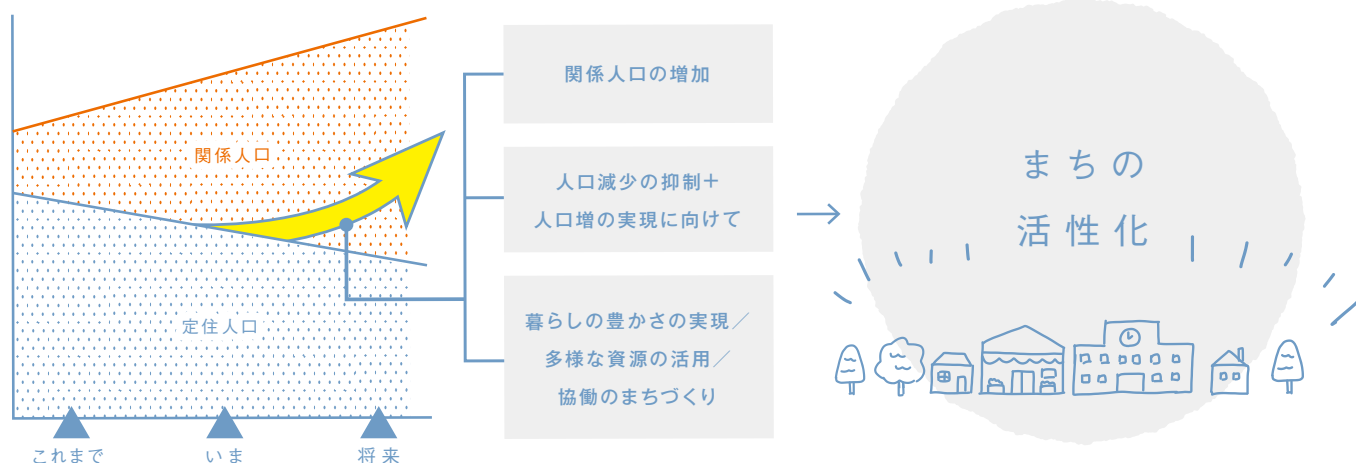 関係人口
定住人口
これまで
いま
将来
関係人口の増加
人口減少の抑制＋
人口増の実現に向けて
暮らしの豊かさの実現／
多様な資源の活用／
協働のまちづくり
まちの
活性化